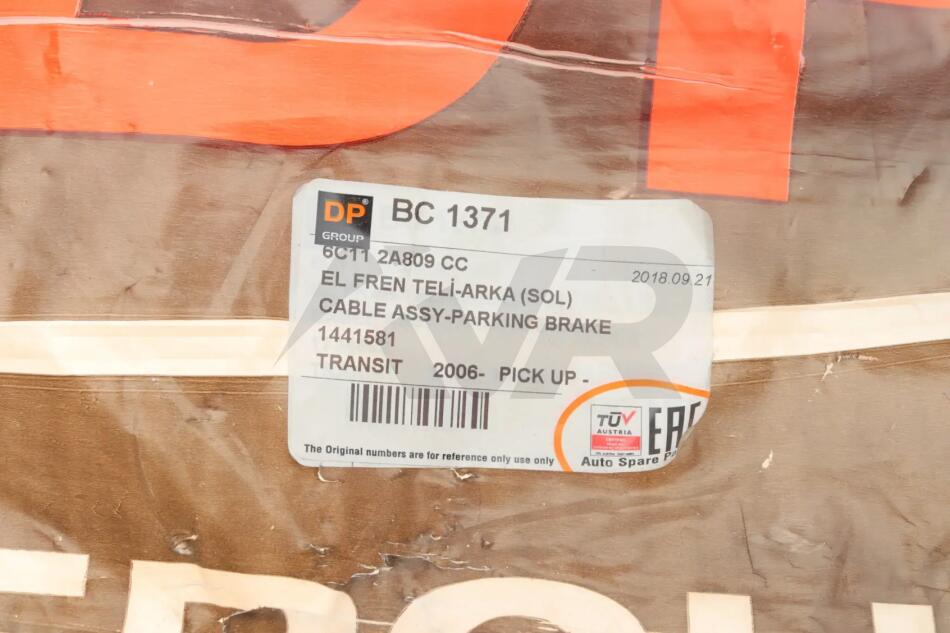 DP®
GROUP
BC 1371
6C11 2A809 CC
2018.09.21
EL FREN TELİ-ARKA (SOL)
CABLE ASSY-PARKING BRAKE
1441581
TRANSIT 2006- PICK UP -
TÜV
AUSTRIA
EAC
The Original numbers are for reference only use only
Auto Spare
AVR